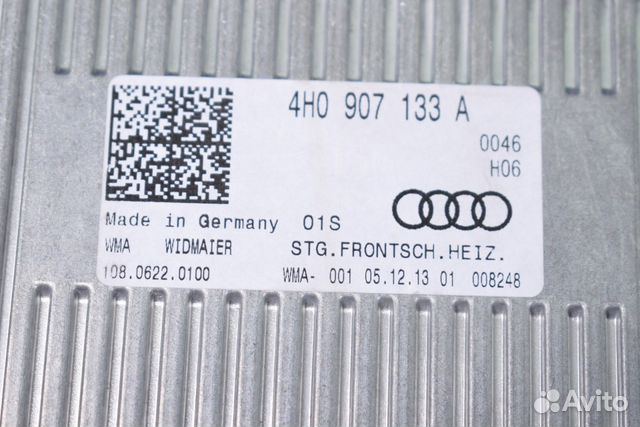 4H0 907 133 A
0046
H06
Made in Germany 01S
WMA WIDMAIER STG.FRONTSCH.HEIZ.
108.0622.0100 WMA- 001 05.12.13 01 008248
Avito